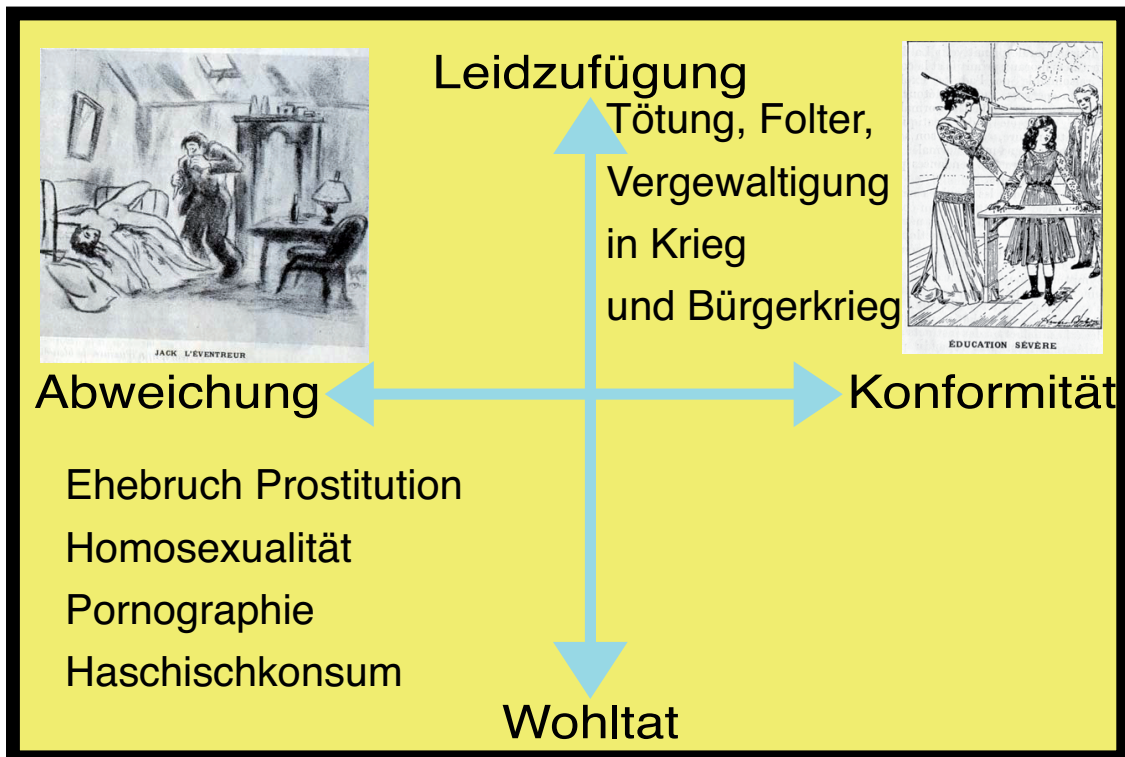 Leidzufügung
Tötung, Folter,
Vergewaltigung
in Krieg
und Bürgerkrieg
JACK L'ÉVENTREUR
ÉDUCATION SÉVÈRE
Abweichung
Konformität
Ehebruch Prostitution
Homosexualität
Pornographie
Haschischkonsum
Wohltat